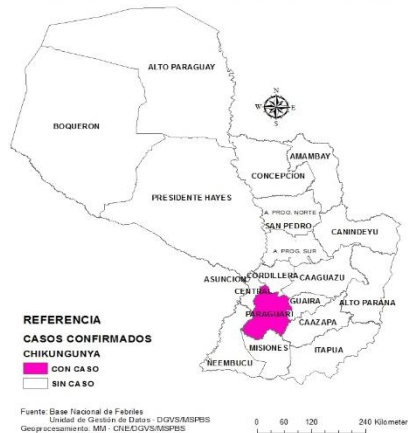 ALTO PARAGUAY
N
W E
S
BOQUERON
AMAMBAY
CONCEPCION
PRESIDENTE HAYES
A. PROG. NORTE
SAN PEDRO
CANINDEYU
A. PROG. SUR
ASUNCION
CORDILLERA
CAAGUAZU
CENTRAL
GUAIRA
ALTO PARANA
PARAGUARI
CAAZAPA
MISIONES
ITAPUA
ÑEEMBUCU
REFERENCIA
CASOS CONFIRMADOS
CHIKUNGUNYA
CON CASO
SIN CASO
Fuente: Base Nacional de Febriles
Unidad de Gestión de Datos - DGVS/MSPBS
Geoprocesamiento: MM - CNE/DGVS/MSPBS
0 60 120 240 Kilometer